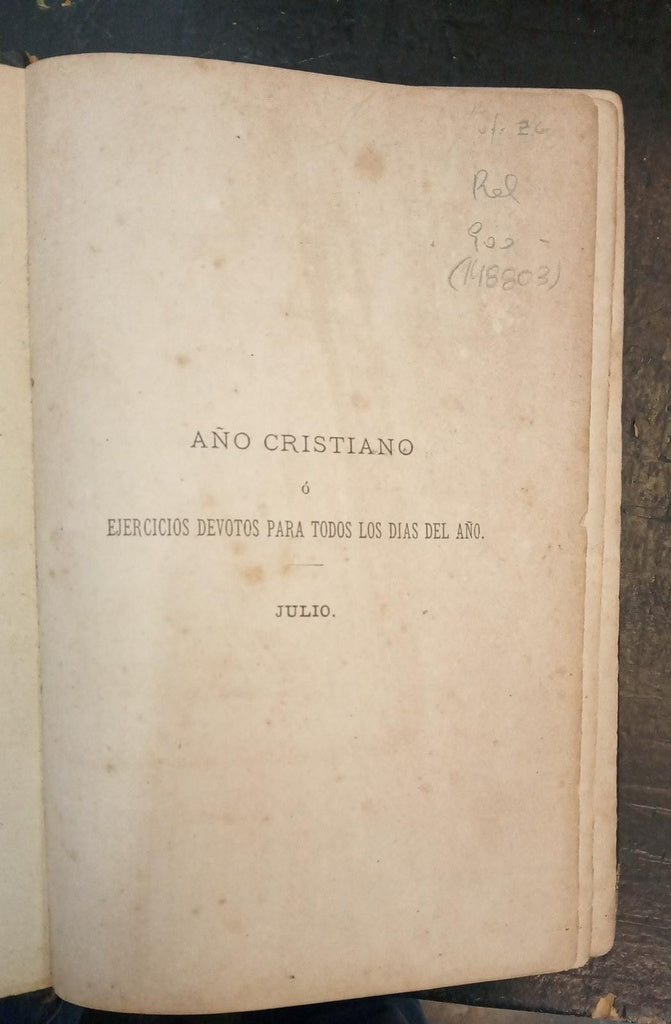 Rel
(148803)
AÑO CRISTIANO
ó
EJERCICIOS DEVOTOS PARA TODOS LOS DIAS DEL AÑO.
JULIO.